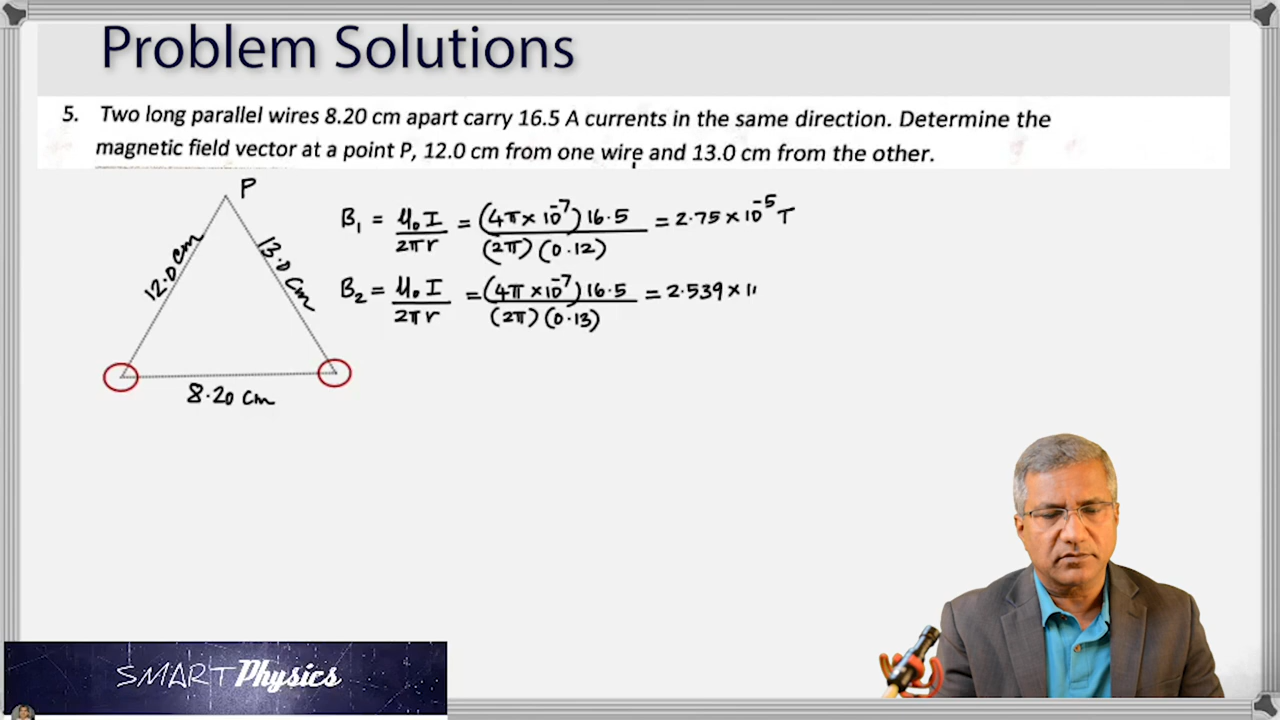 Problem Solutions
5. Two long parallel wires 8.20 cm apart carry 16.5 A currents in the same direction. Determine the
magnetic field vector at a point P, 12.0 cm from one wire and 13.0 cm from the other.
P
12.0 cm
13.0 cm
8.20 cm
B₁ = μ₀I / 2πr = (4π × 10⁻⁷) 16.5 / (2π) (0.12) = 2.75 × 10⁻⁵ T
B₂ = μ₀I / 2πr = (4π × 10⁻⁷) 16.5 / (2π) (0.13) = 2.539 × 1
SMART Physics